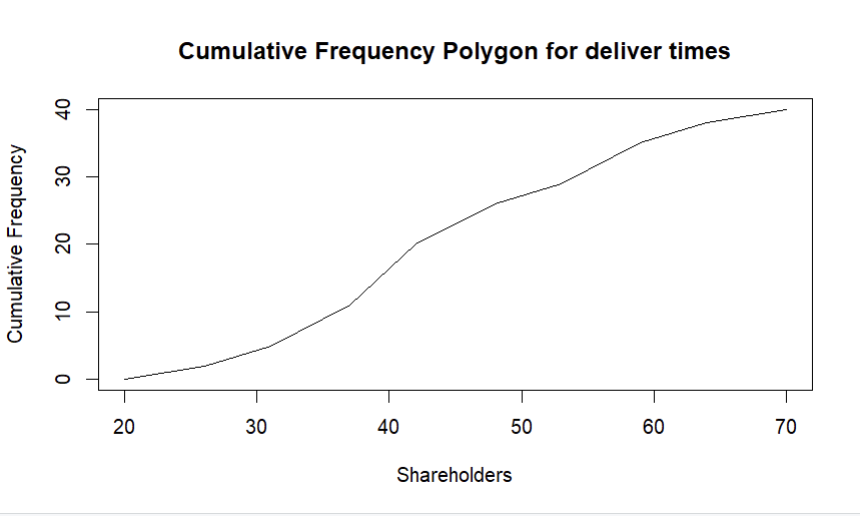 Cumulative Frequency Polygon for deliver times
Cumulative Frequency
40
30
20
10
0
20 30 40 50 60 70
Shareholders